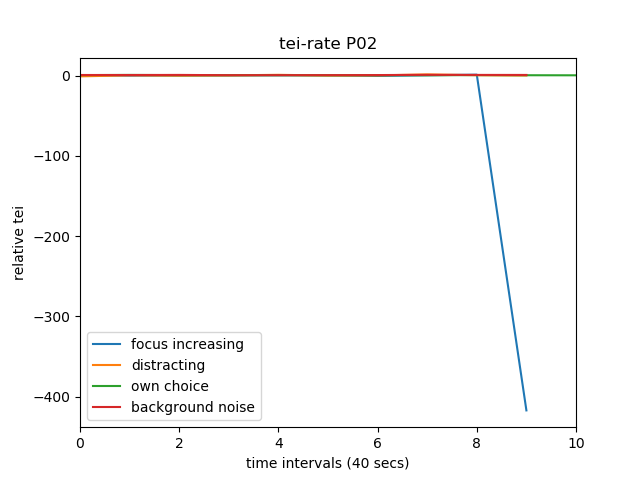 tei-rate P02
relative tei
0
−100
−200
−300
−400
focus increasing
distracting
own choice
background noise
0 2 4 6 8 10
time intervals (40 secs)